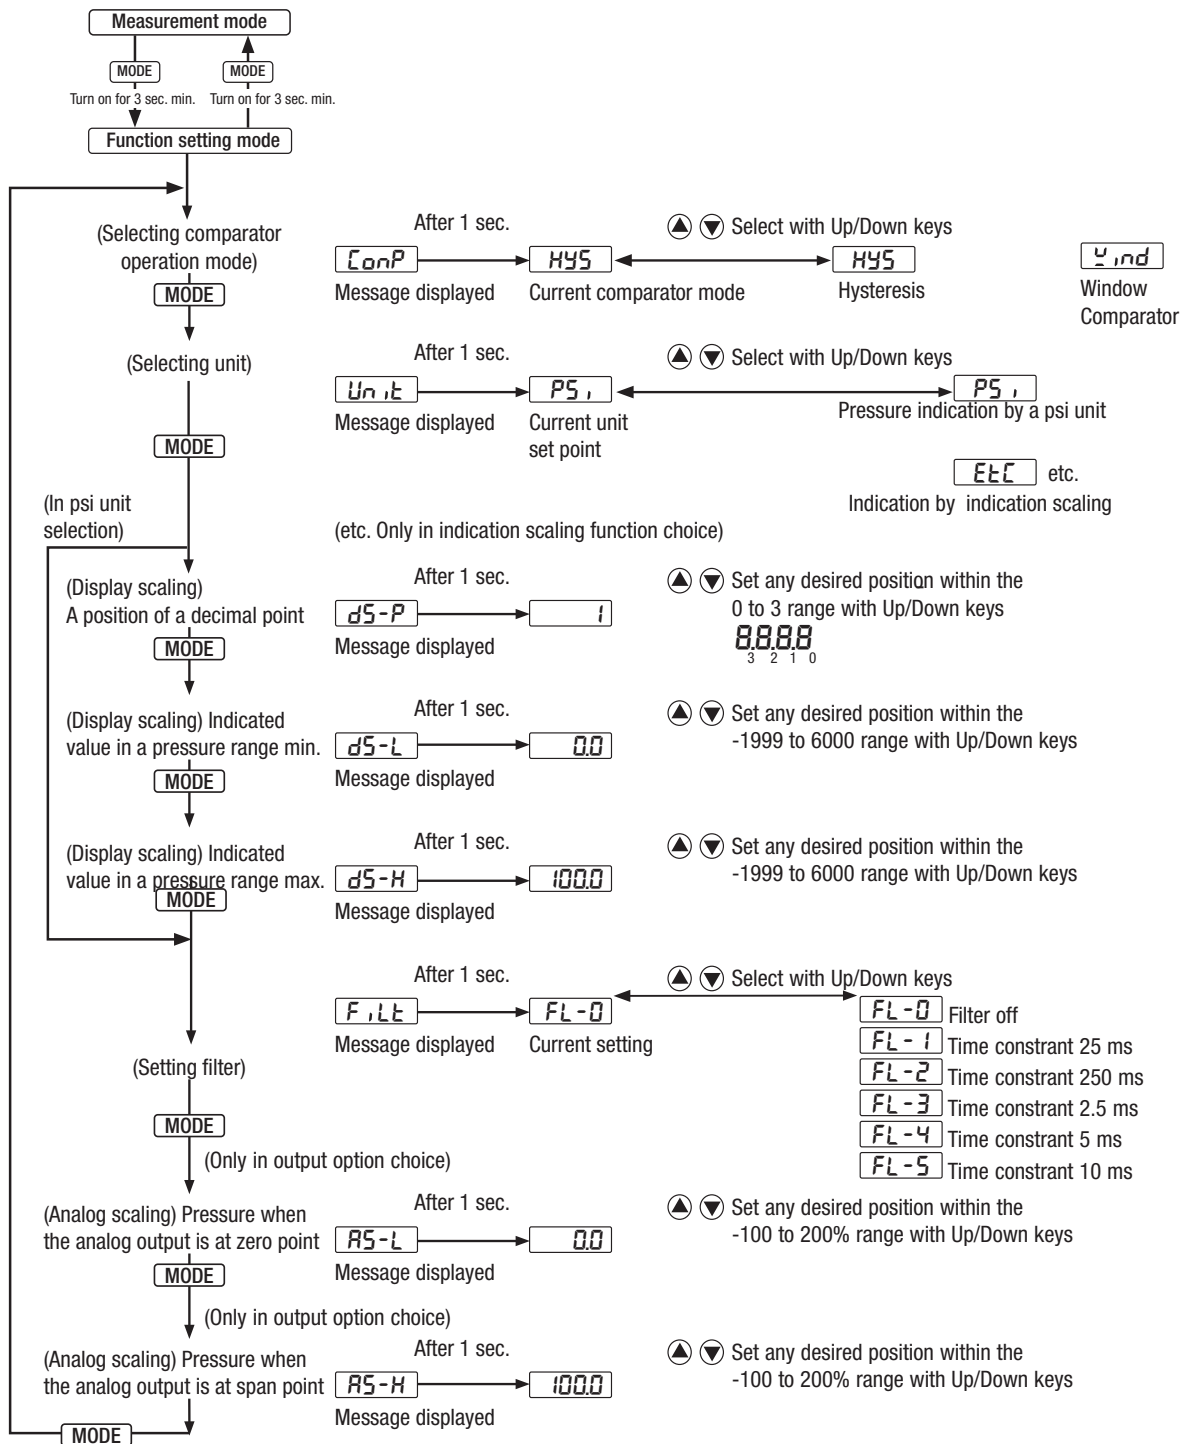 Measurement mode
MODE MODE
Turn on for 3 sec. min. Turn on for 3 sec. min.
Function setting mode
(Selecting comparator
operation mode)
MODE
After 1 sec.
Select with Up/Down keys
ConP HYS HYS Wind
Message displayed Current comparator mode Hysteresis Window
Comparator
(Selecting unit)
After 1 sec.
Select with Up/Down keys
Unit PSi PSi
Message displayed Current unit
set point
Pressure indication by a psi unit
MODE
EtC etc.
Indication by indication scaling
(In psi unit
selection)
(etc. Only in indication scaling function choice)
(Display scaling)
A position of a decimal point
MODE
After 1 sec.
dS-P 1
Message displayed
Set any desired position within the
0 to 3 range with Up/Down keys
8.8.8.8
3 2 1 0
(Display scaling) Indicated
value in a pressure range min.
MODE
After 1 sec.
dS-L 0.0
Message displayed
Set any desired position within the
-1999 to 6000 range with Up/Down keys
(Display scaling) Indicated
value in a pressure range max.
MODE
After 1 sec.
dS-H 100.0
Message displayed
Set any desired position within the
-1999 to 6000 range with Up/Down keys
After 1 sec.
Select with Up/Down keys
FiLt FL-0
Message displayed Current setting
FL-0 Filter off
FL-1 Time constrant 25 ms
FL-2 Time constrant 250 ms
FL-3 Time constrant 2.5 ms
FL-4 Time constrant 5 ms
FL-5 Time constrant 10 ms
(Setting filter)
MODE
(Only in output option choice)
(Analog scaling) Pressure when
the analog output is at zero point
MODE
After 1 sec.
AS-L 0.0
Message displayed
Set any desired position within the
-100 to 200% range with Up/Down keys
(Only in output option choice)
(Analog scaling) Pressure when
the analog output is at span point
After 1 sec.
AS-H 100.0
Message displayed
Set any desired position within the
-100 to 200% range with Up/Down keys
MODE